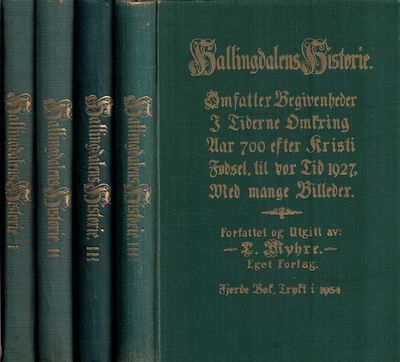 Hallingdalens Historie I
Hallingdalens Historie II
Hallingdalens Historie III
Hallingdalens Historie IIII
Hallingdalens Historie.
Omfatter Begivenheder
I Tiderne Omkring
Aar 700 efter Kristi
Fødsel, til vor Tid 1927,
Med mange Billeder.
Forfattet og Utgitt av:
– L. Myhre. –
Eget Forlag.
Fjerde Bok, Trykt i 1934